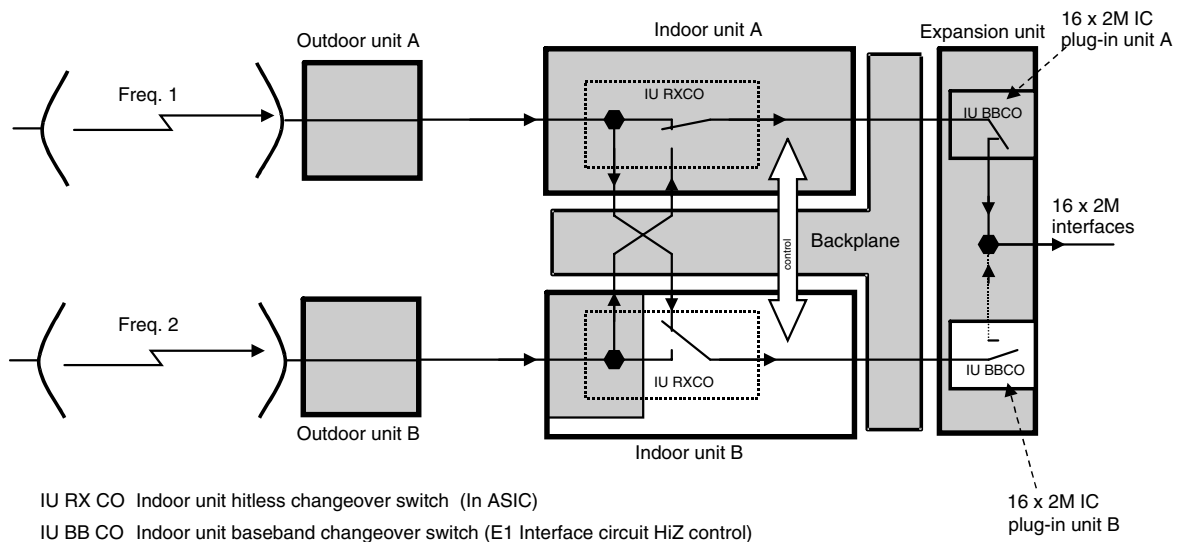 16 x 2M IC
plug-in unit A
Outdoor unit A
Indoor unit A
Expansion unit
Freq. 1
IU RXCO
IU BBCO
16 x 2M
interfaces
Backplane
control
Freq. 2
IU RXCO
IU BBCO
Outdoor unit B
Indoor unit B
16 x 2M IC
plug-in unit B
IU RX CO Indoor unit hitless changeover switch (In ASIC)
IU BB CO Indoor unit baseband changeover switch (E1 Interface circuit HiZ control)